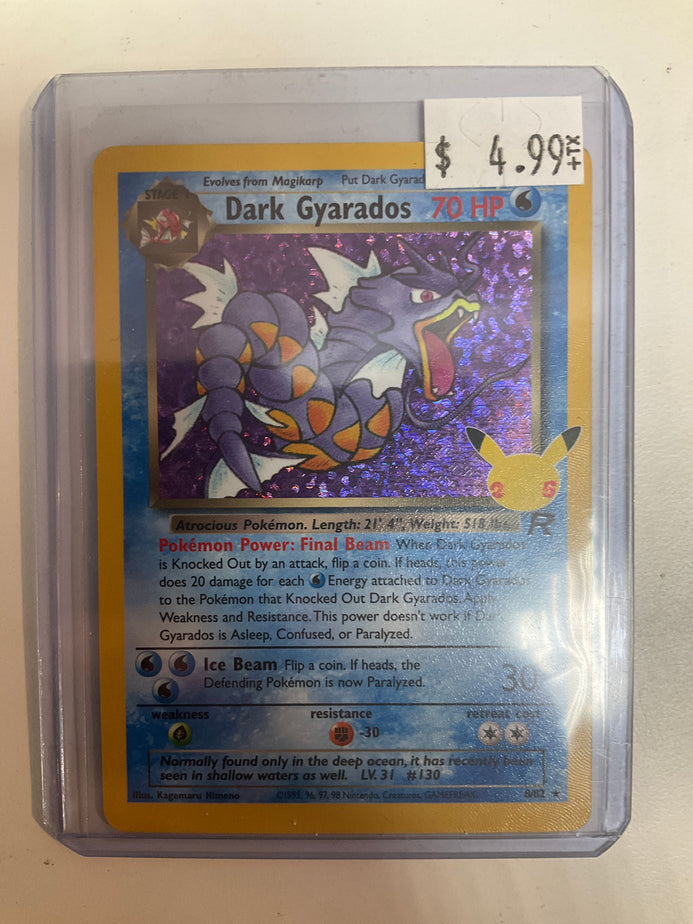 $ 4.99 +TX
Evolves from Magikarp Put Dark Gyarad
STAGE
Dark Gyarados 70 HP
Atrocious Pokémon. Length: 21' 4", Weight: 518 lbs.
R
Pokémon Power: Final Beam When Dark Gyarados
is Knocked Out by an attack, flip a coin. If heads, this power
does 20 damage for each Energy attached to Dark Gyarados
to the Pokémon that Knocked Out Dark Gyarados. Apply
Weakness and Resistance. This power doesn't work if Dark
Gyarados is Asleep, Confused, or Paralyzed.
Ice Beam Flip a coin. If heads, the
Defending Pokémon is now Paralyzed.
30
weakness resistance retreat cost
-30
Normally found only in the deep ocean, it has recently been
seen in shallow waters as well. LV. 31 #130
Illus. Kagemaru Himeno ©1995, 96, 97, 98 Nintendo, Creatures, GAMEFREAK. 8/82 ★